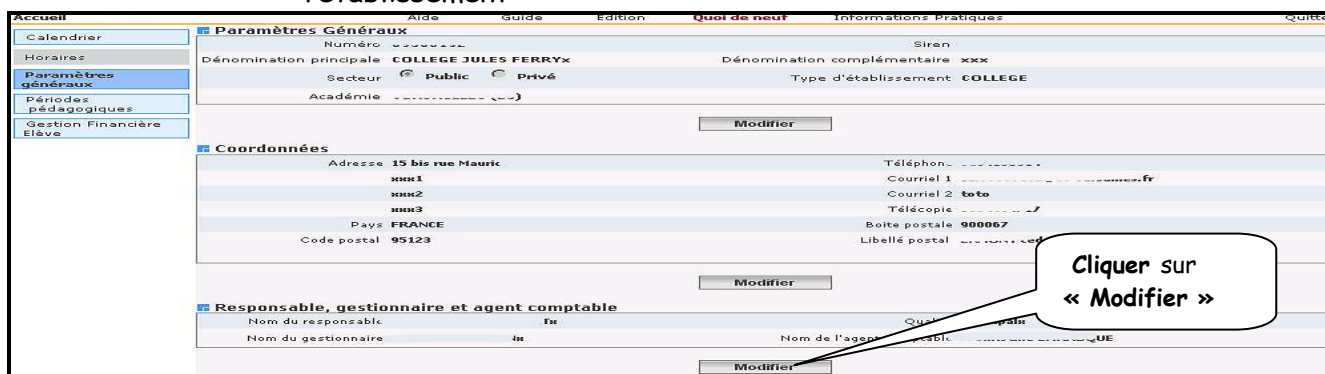 l'établissement
Accueil Aide Guide Edition Quoi de neuf Informations Pratiques Quitte
Calendrier
Horaires
Paramètres généraux
Périodes pédagogiques
Gestion Financière Elève
Paramètres Généraux
Numéro Siren
Dénomination principale COLLEGE JULES FERRYx Dénomination complémentaire xxx
Secteur Public Privé Type d'établissement COLLEGE
Académie
Modifier
Coordonnées
Adresse 15 bis rue Mauric Téléphon
xxx1 Courriel 1 .fr
xxx2 Courriel 2 toto
xxx3 Télécopie
Pays FRANCE Boite postale 900067
Code postal 95123 Libellé postal
Modifier
Cliquer sur
« Modifier »
Responsable, gestionnaire et agent comptable
Nom du responsable
Nom du gestionnaire Nom de l'agent
Modifier